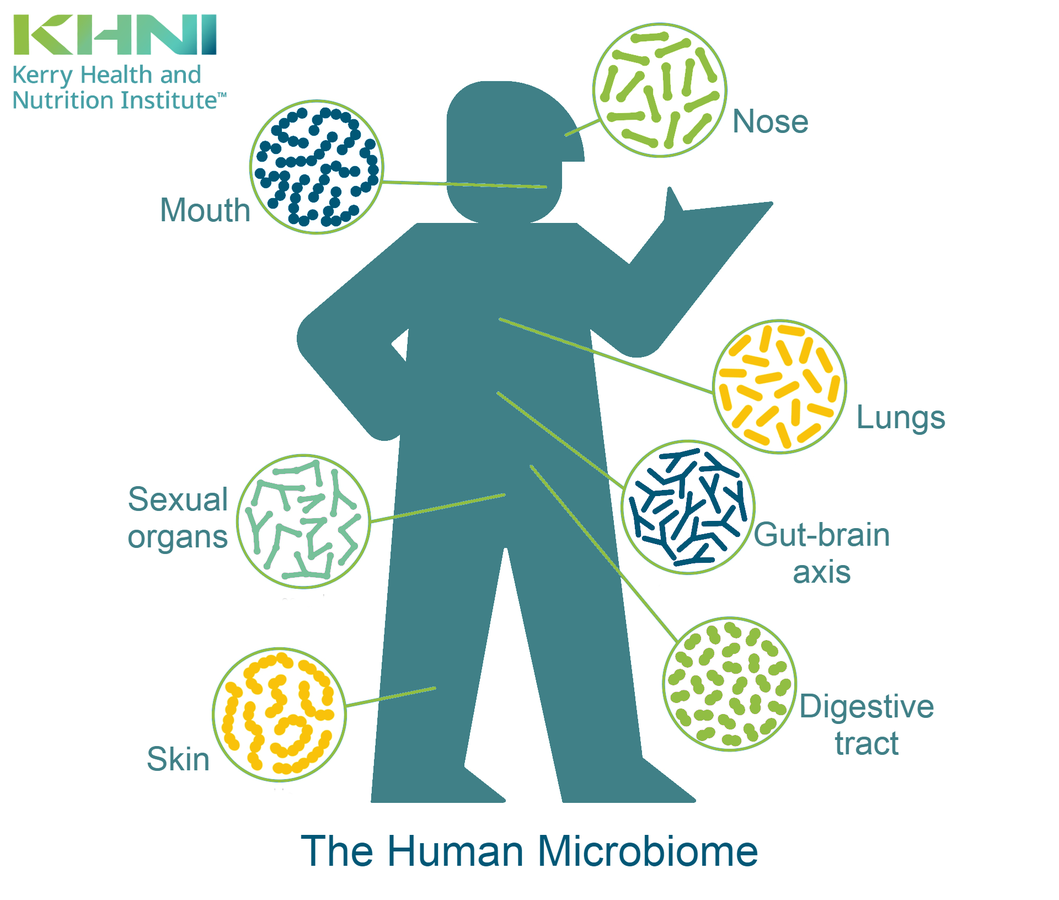 KHNI
Kerry Health and
Nutrition Institute™
Nose
Mouth
Lungs
Sexual
organs
Gut-brain
axis
Digestive
tract
Skin
The Human Microbiome